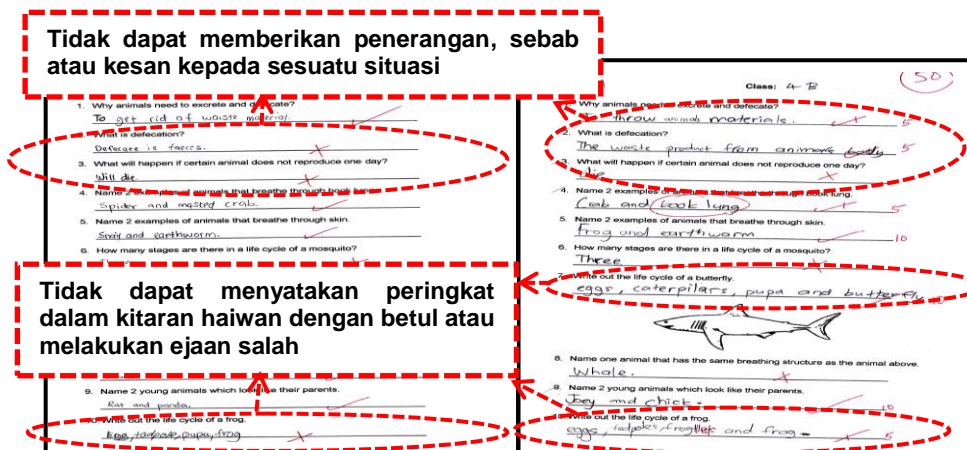 Tidak dapat memberikan penerangan, sebab
atau kesan kepada sesuatu situasi
1. Why animals need to excrete and defecate?
To get rid of waiste material.
What is defecation?
Defecate is faeces.
3. What will happen if certain animal does not reproduce one day?
Will die
4. Name 2 examples of animals that breathe through book lung.
Spider and masted crab.
5. Name 2 examples of animals that breathe through skin.
Snail and earthworm.
6. How many stages are there in a life cycle of a mosquito?
Tidak dapat menyatakan peringkat
dalam kitaran haiwan dengan betul atau
melakukan ejaan salah
9. Name 2 young animals which look like their parents.
Rat and panda.
10. Write out the life cycle of a frog.
Egg, tadpole, pupa, frog
Class: 4 B
50
Why animals need to excrete and defecate?
To throw animals materials. 5
2. What is defecation?
The waste product from animals body 5
3. What will happen if certain animal does not reproduce one day?
die
4. Name 2 examples of animals that breathe through book lung.
Crab and book lung 5
5. Name 2 examples of animals that breathe through skin.
frog and earthworm 10
6. How many stages are there in a life cycle of a mosquito?
Three
7. Write out the life cycle of a butterfly.
eggs, caterpilars, pupa and butterfly 10
8. Name one animal that has the same breathing structure as the animal above.
Whale.
9. Name 2 young animals which look like their parents.
Joey and chick. 10
Write out the life cycle of a frog.
eggs, tadpoles, froglet and frog 5